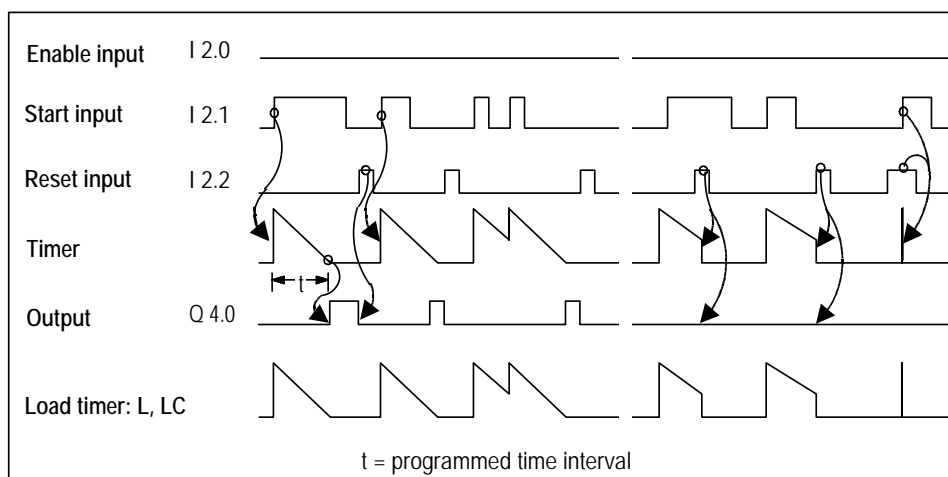 Enable input I 2.0
Start input I 2.1
Reset input I 2.2
Timer
t
Output Q 4.0
Load timer: L, LC
t = programmed time interval